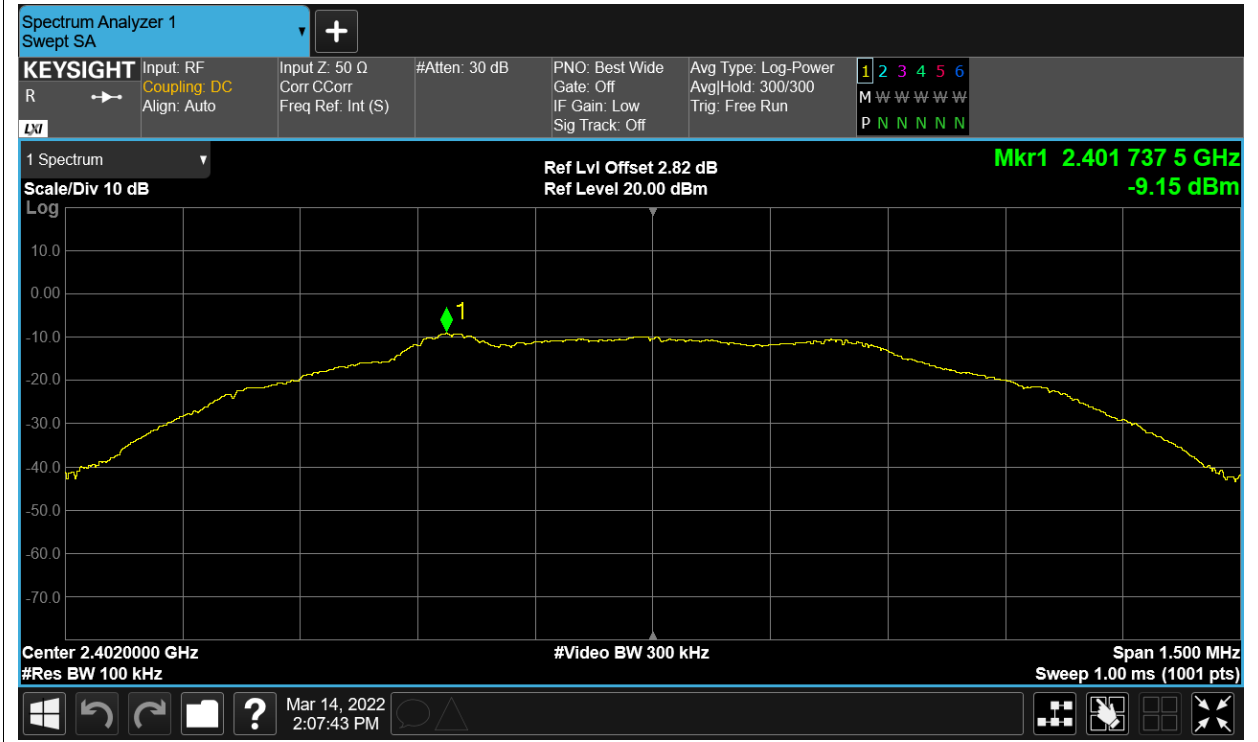 Spectrum Analyzer 1
Swept SA
KEYSIGHT
R
LXI
Input: RF
Coupling: DC
Align: Auto
Input Z: 50 Ω
Corr CCorr
Freq Ref: Int (S)
#Atten: 30 dB
PNO: Best Wide
Gate: Off
IF Gain: Low
Sig Track: Off
Avg Type: Log-Power
Avg|Hold: 300/300
Trig: Free Run
1 2 3 4 5 6
M W W W W W
P N N N N N
1 Spectrum
Scale/Div 10 dB
Log
Ref Lvl Offset 2.82 dB
Ref Level 20.00 dBm
Mkr1 2.401 737 5 GHz
-9.15 dBm
10.0
0.00
-10.0
-20.0
-30.0
-40.0
-50.0
-60.0
-70.0
1
Center 2.4020000 GHz
#Res BW 100 kHz
#Video BW 300 kHz
Span 1.500 MHz
Sweep 1.00 ms (1001 pts)
?
Mar 14, 2022
2:07:43 PM